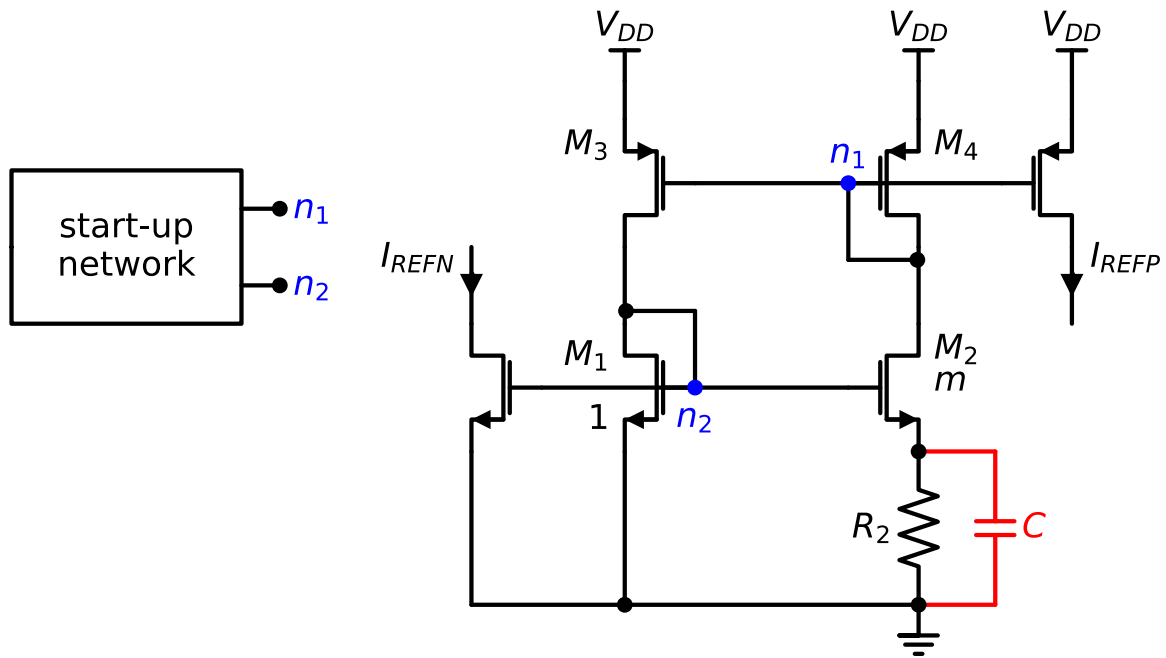 V_DD
V_DD
V_DD
M_3
n_1
M_4
start-up
network
n_1
n_2
I_REFN
I_REFP
M_1
M_2
m
1
n_2
R_2
C